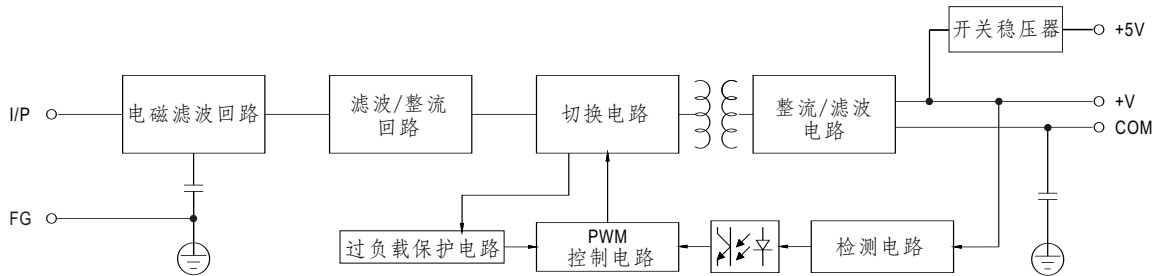 开关稳压器
+5V
I/P
电磁滤波回路
滤波/整流
回路
切换电路
整流/滤波
电路
+V
COM
FG
过负载保护电路
PWM
控制电路
检测电路